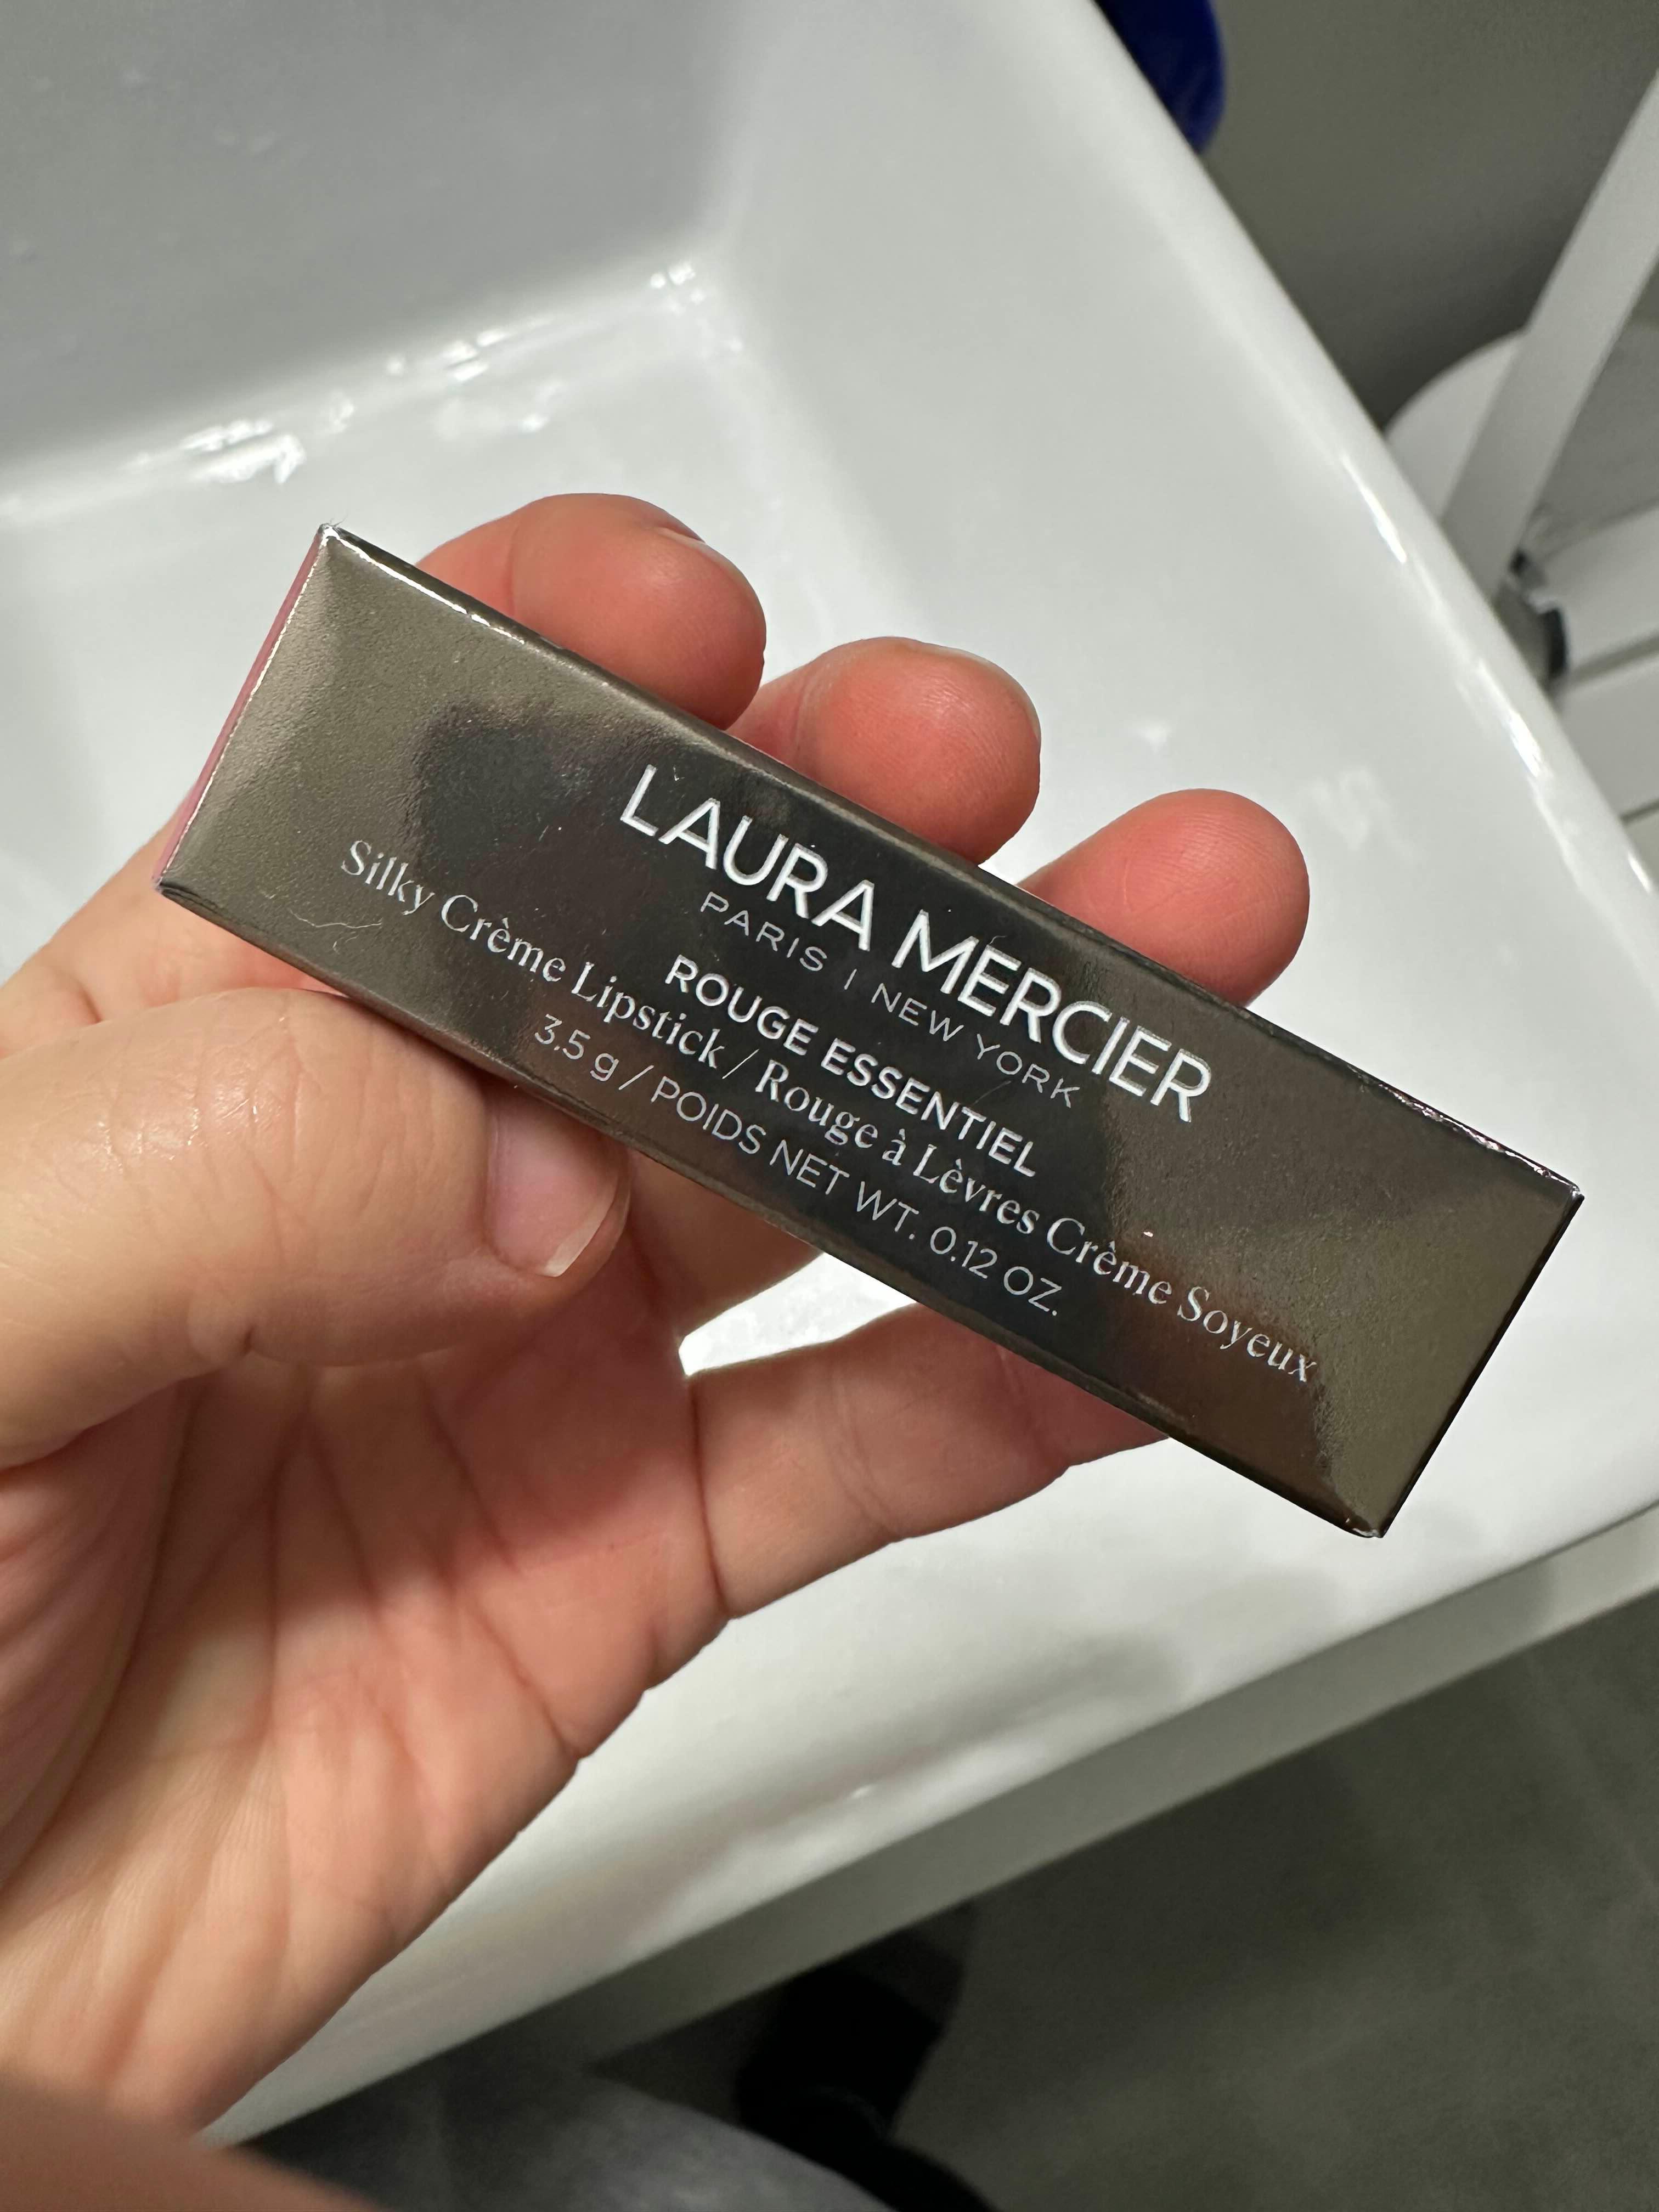 LAURA MERCIER
PARIS | NEW YORK
ROUGE ESSENTIEL
Silky Crème Lipstick / Rouge à Lèvres Crème Soyeux
3.5 g / POIDS NET WT. 0.12 OZ.